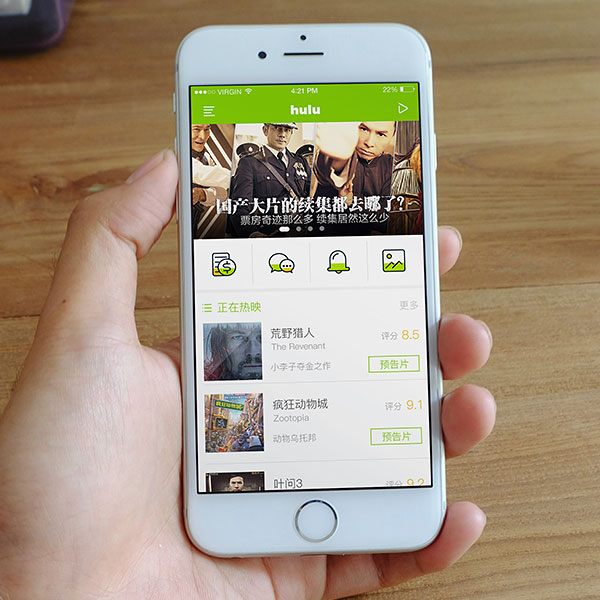 VIRGIN 4:21 PM 22%
hulu
国产大片的续集都去哪了?
票房奇迹那么多 续集居然这么少
正在热映 更多
荒野猎人 评分 8.5
The Revenant
小李子夺金之作 预告片
疯狂动物城 评分 9.1
Zootopia
动物乌托邦 预告片
叶问3 评分 9.2